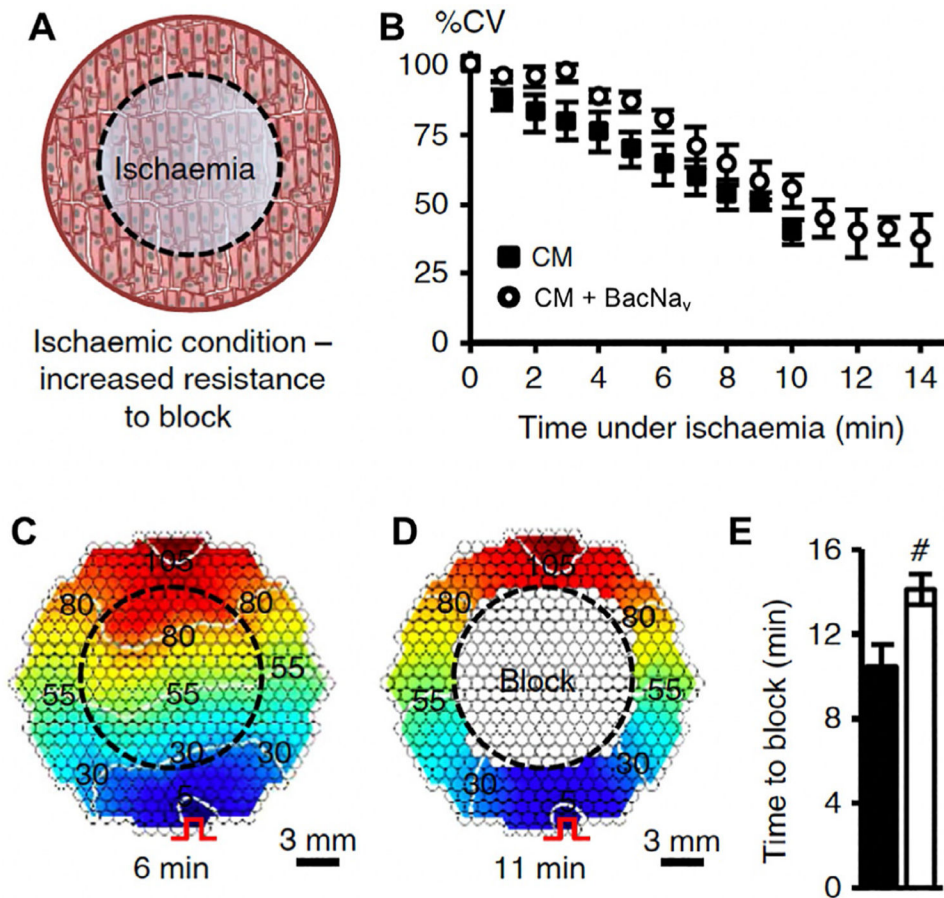 A
Ischaemia
Ischaemic condition –
increased resistance
to block
B
%CV
100
75
50
25
0
CM
CM + BacNav
0 2 4 6 8 10 12 14
Time under ischaemia (min)
C
105
80 80
80
55 55 55
30
30 30
5
6 min
3 mm
D
105
80 80
Block
55 55
30 30
5
11 min
3 mm
E
#
16
12
8
4
0
Time to block (min)